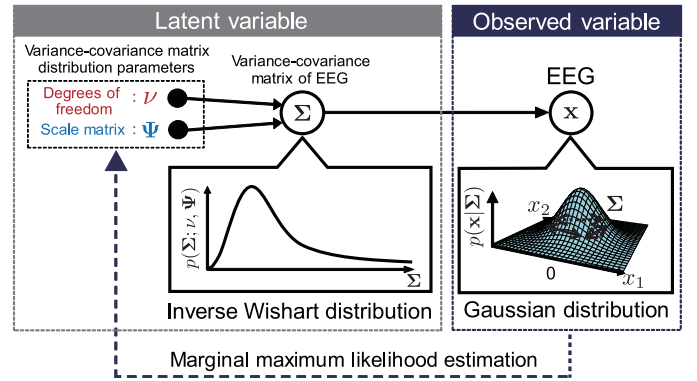 Latent variable
Observed variable
Variance-covariance matrix
distribution parameters
Degrees of
freedom : ν
Scale matrix : Ψ
Variance-covariance
matrix of EEG
Σ
EEG
x
p(Σ; ν, Ψ)
Σ
Inverse Wishart distribution
p(x|Σ)
x₂
Σ
0
x₁
Gaussian distribution
Marginal maximum likelihood estimation